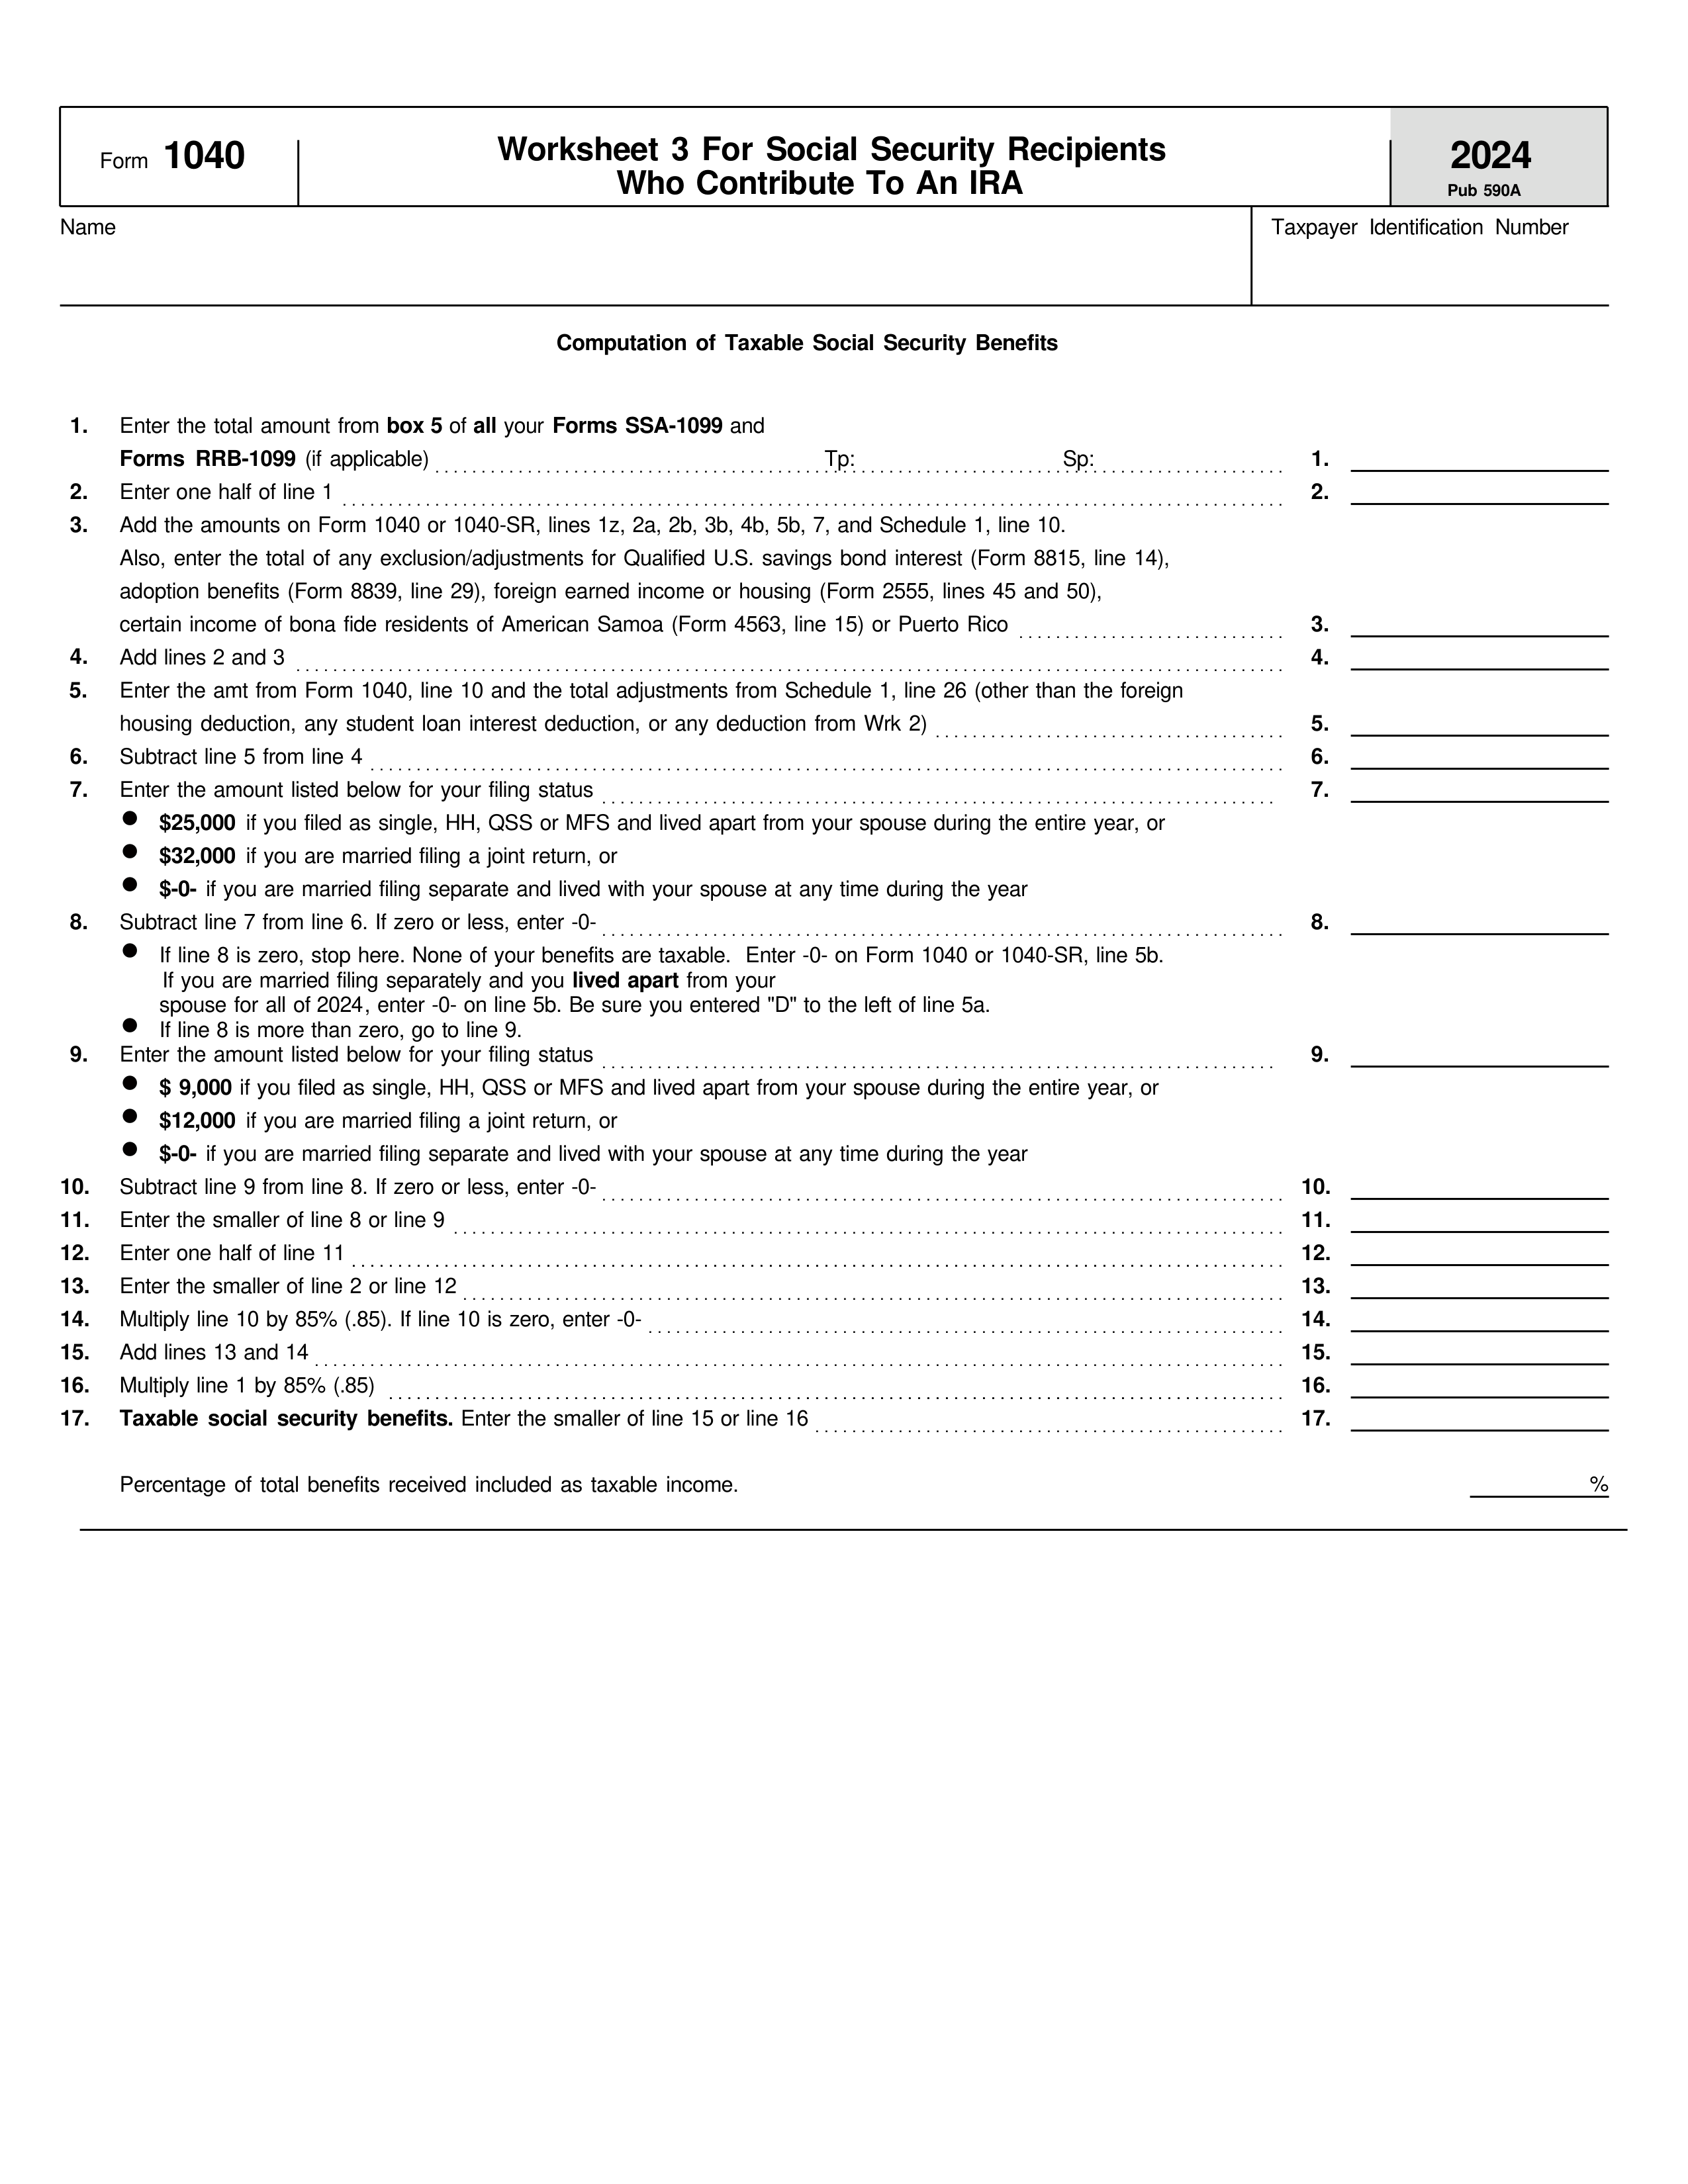 Form 1040
Worksheet 3 For Social Security Recipients
Who Contribute To An IRA
2024
Pub 590A
Name
Taxpayer Identification Number
Computation of Taxable Social Security Benefits
1. Enter the total amount from box 5 of all your Forms SSA-1099 and
Forms RRB-1099 (if applicable) Tp: Sp: 1.
2. Enter one half of line 1 2.
3. Add the amounts on Form 1040 or 1040-SR, lines 1z, 2a, 2b, 3b, 4b, 5b, 7, and Schedule 1, line 10.
Also, enter the total of any exclusion/adjustments for Qualified U.S. savings bond interest (Form 8815, line 14),
adoption benefits (Form 8839, line 29), foreign earned income or housing (Form 2555, lines 45 and 50),
certain income of bona fide residents of American Samoa (Form 4563, line 15) or Puerto Rico 3.
4. Add lines 2 and 3 4.
5. Enter the amt from Form 1040, line 10 and the total adjustments from Schedule 1, line 26 (other than the foreign
housing deduction, any student loan interest deduction, or any deduction from Wrk 2) 5.
6. Subtract line 5 from line 4 6.
7. Enter the amount listed below for your filing status 7.
● $25,000 if you filed as single, HH, QSS or MFS and lived apart from your spouse during the entire year, or
● $32,000 if you are married filing a joint return, or
● $-0- if you are married filing separate and lived with your spouse at any time during the year
8. Subtract line 7 from line 6. If zero or less, enter -0- 8.
● If line 8 is zero, stop here. None of your benefits are taxable. Enter -0- on Form 1040 or 1040-SR, line 5b.
If you are married filing separately and you lived apart from your
spouse for all of 2024, enter -0- on line 5b. Be sure you entered "D" to the left of line 5a.
● If line 8 is more than zero, go to line 9.
9. Enter the amount listed below for your filing status 9.
● $ 9,000 if you filed as single, HH, QSS or MFS and lived apart from your spouse during the entire year, or
● $12,000 if you are married filing a joint return, or
● $-0- if you are married filing separate and lived with your spouse at any time during the year
10. Subtract line 9 from line 8. If zero or less, enter -0- 10.
11. Enter the smaller of line 8 or line 9 11.
12. Enter one half of line 11 12.
13. Enter the smaller of line 2 or line 12 13.
14. Multiply line 10 by 85% (.85). If line 10 is zero, enter -0- 14.
15. Add lines 13 and 14 15.
16. Multiply line 1 by 85% (.85) 16.
17. Taxable social security benefits. Enter the smaller of line 15 or line 16 17.
Percentage of total benefits received included as taxable income. %